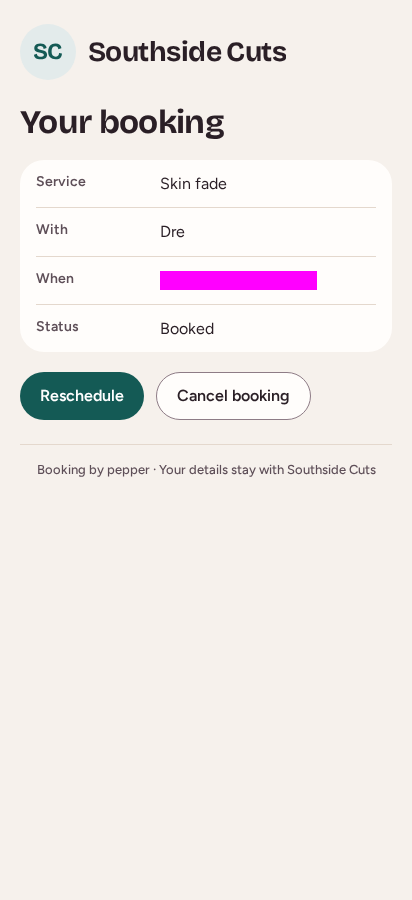 SC
Southside Cuts
Your booking
Service Skin fade
With Dre
When
Status Booked
Reschedule Cancel booking
Booking by pepper · Your details stay with Southside Cuts